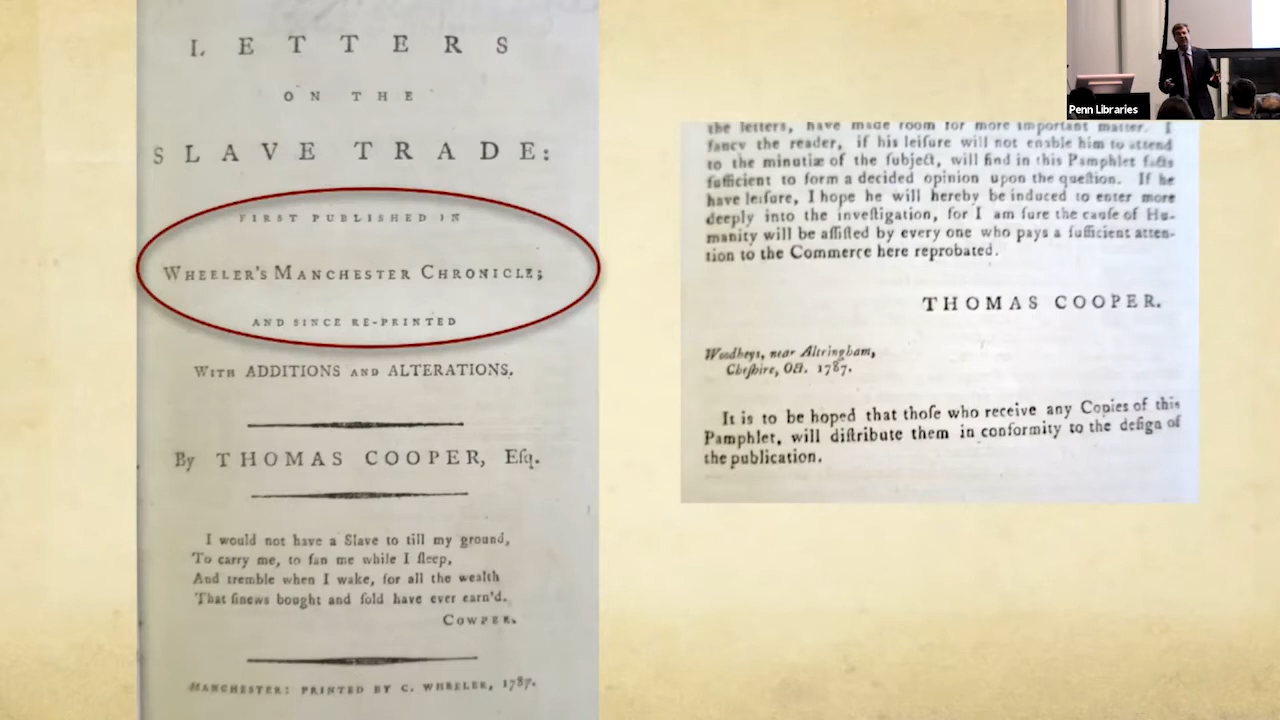 LETTERS
ON THE
SLAVE TRADE:
FIRST PUBLISHED IN
WHEELER'S MANCHESTER CHRONICLE;
AND SINCE RE-PRINTED
WITH ADDITIONS AND ALTERATIONS.
By THOMAS COOPER, Eſq.
I would not have a Slave to till my ground,
To carry me, to fan me while I ſleep,
And tremble when I wake, for all the wealth
That ſinews bought and ſold have ever earn'd.
COWPER.
MANCHESTER: PRINTED BY C. WHEELER, 1787.
Penn Libraries
the letters, have made room for more important matter. I
fancy the reader, if his leiſure will not enable him to attend
to the minutiæ of the ſubject, will find in this Pamphlet facts
ſufficient to form a decided opinion upon the queſtion. If he
have leiſure, I hope he will hereby be induced to enter more
deeply into the inveſtigation, for I am ſure the cauſe of Hu-
manity will be aſſiſted by every one who pays a ſufficient atten-
tion to the Commerce here reprobated.
THOMAS COOPER.
Woodheys, near Altringham,
Cheſhire, Oct. 1787.
It is to be hoped that thoſe who receive any Copies of this
Pamphlet, will diſtribute them in conformity to the deſign of
the publication.